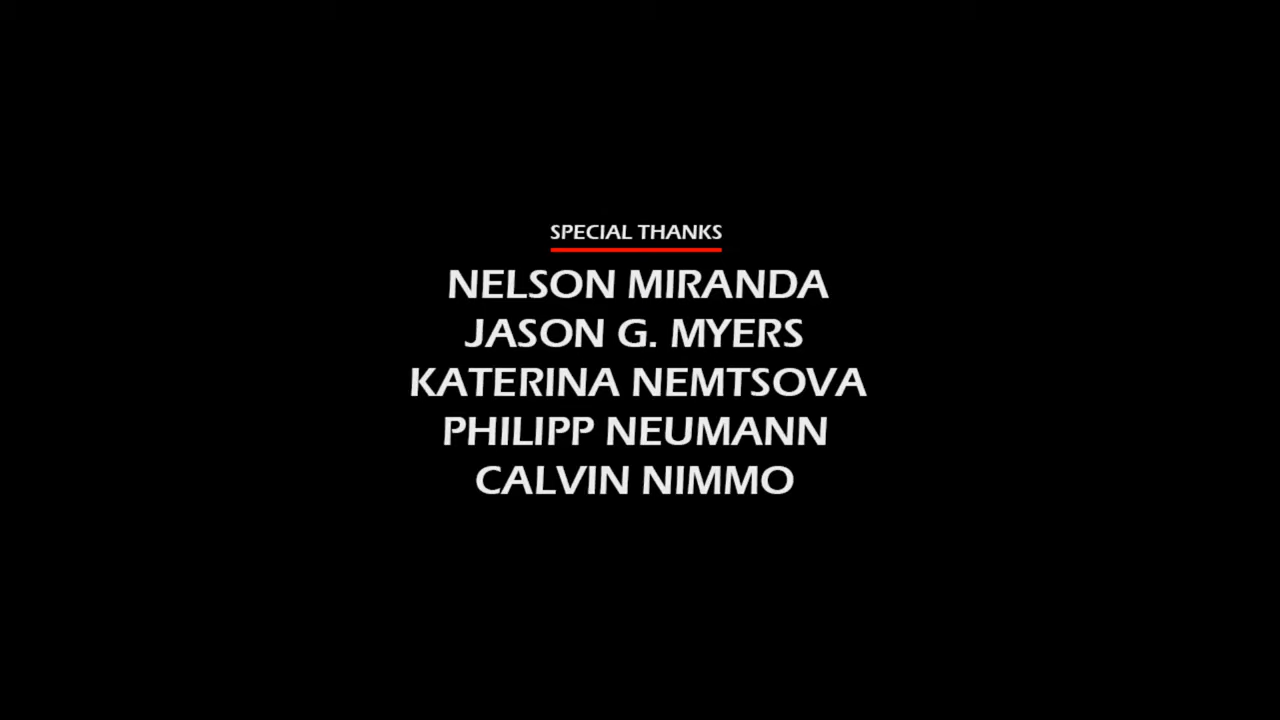 SPECIAL THANKS
NELSON MIRANDA
JASON G. MYERS
KATERINA NEMTSOVA
PHILIPP NEUMANN
CALVIN NIMMO